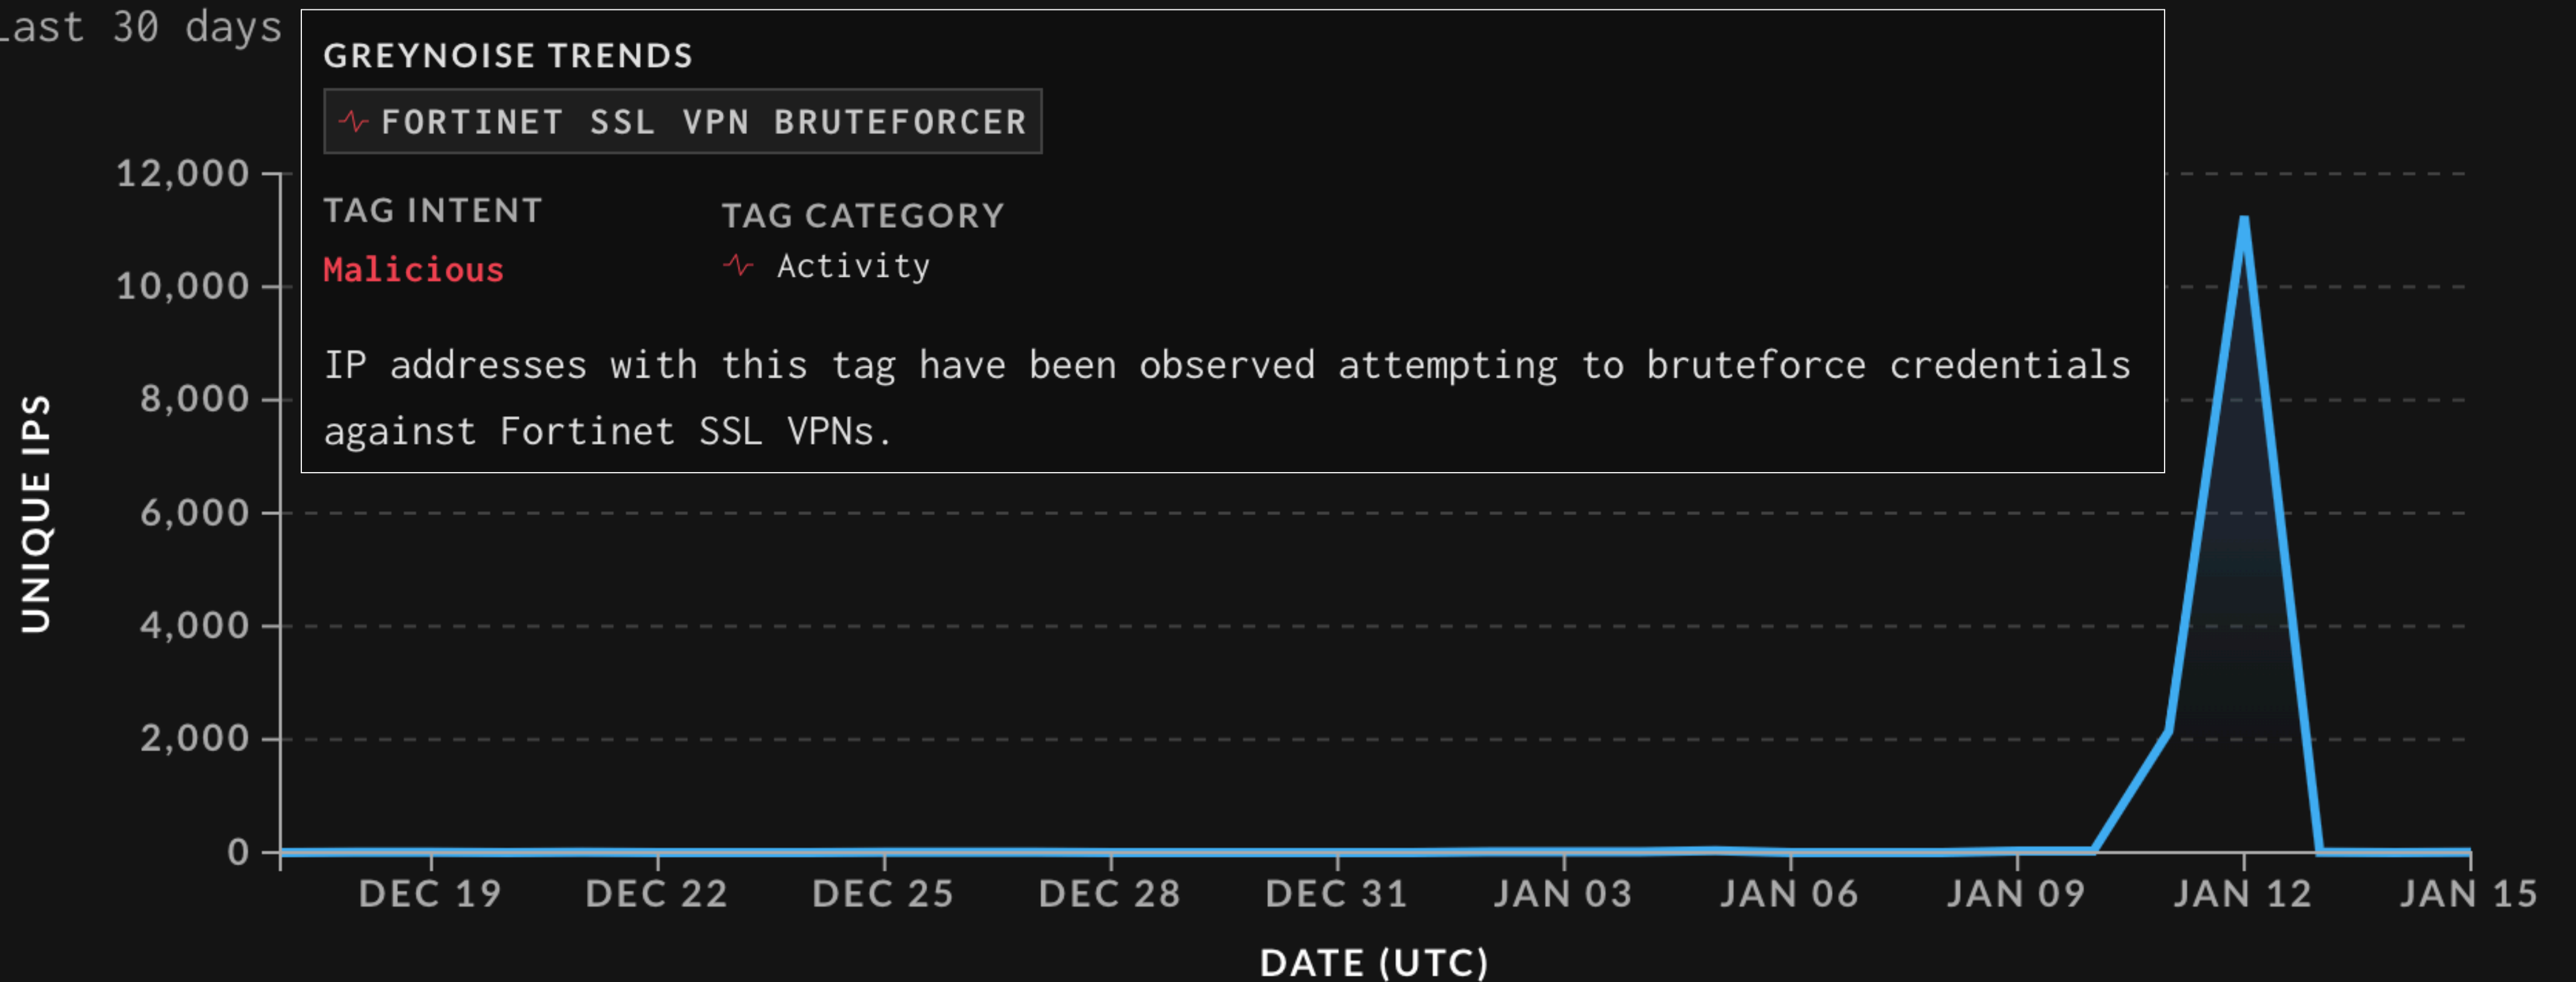 Last 30 days
GREYNOISE TRENDS
FORTINET SSL VPN BRUTEFORCER
TAG INTENT
TAG CATEGORY
Malicious
Activity
IP addresses with this tag have been observed attempting to bruteforce credentials
against Fortinet SSL VPNs.
UNIQUE IPS
12,000
10,000
8,000
6,000
4,000
2,000
0
DEC 19
DEC 22
DEC 25
DEC 28
DEC 31
JAN 03
JAN 06
JAN 09
JAN 12
JAN 15
DATE (UTC)